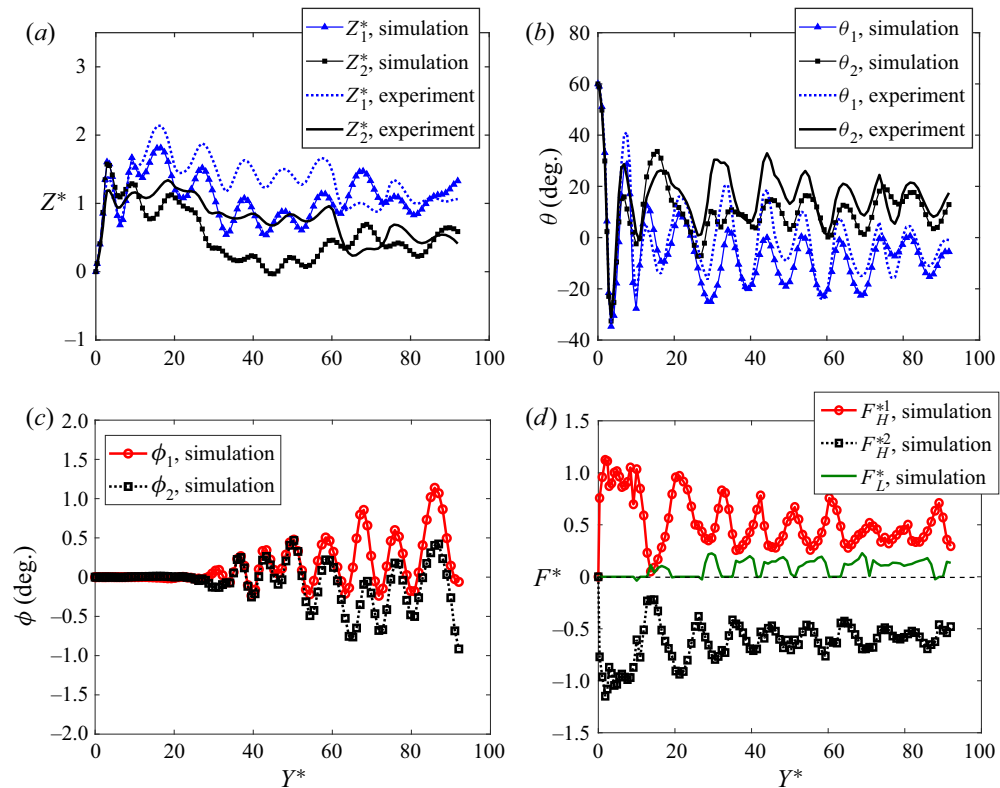 (a)
Z*1, simulation
Z*2, simulation
Z*1, experiment
Z*2, experiment
3
2
1
0
–1
Z*
0 20 40 60 80 100
(b)
θ1, simulation
θ2, simulation
θ1, experiment
θ2, experiment
80
60
40
20
0
–20
–40
θ (deg.)
0 20 40 60 80 100
(c)
ϕ1, simulation
ϕ2, simulation
2.0
1.5
1.0
0.5
0
–0.5
–1.0
–1.5
–2.0
ϕ (deg.)
0 20 40 60 80 100
Y*
(d)
F*1H, simulation
F*2H, simulation
F*L, simulation
1.5
1.0
0.5
0
–0.5
–1.0
–1.5
F*
0 20 40 60 80 100
Y*